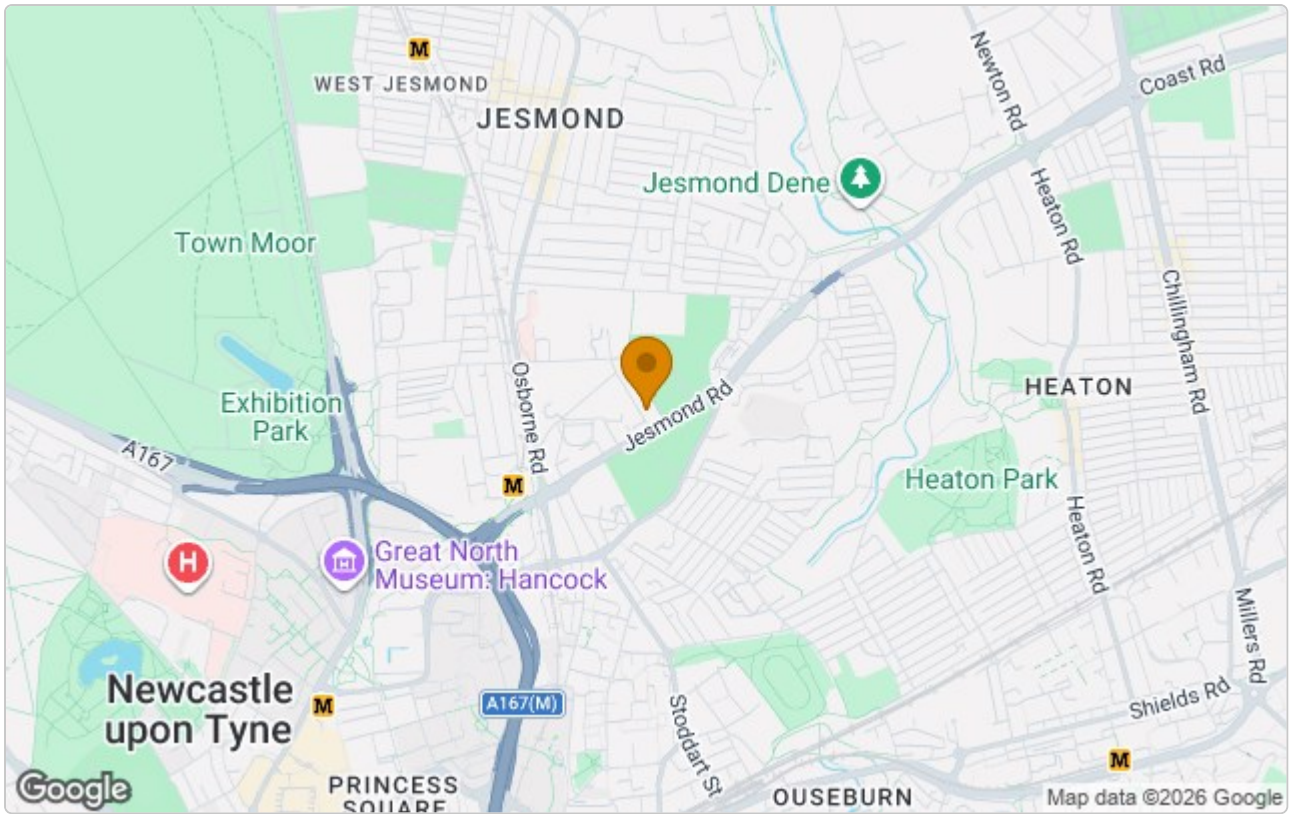 M
WEST JESMOND
JESMOND
Newton Rd
Coast Rd
Jesmond Dene
Heaton Rd
Town Moor
Chillingham Rd
Exhibition
Park
Osborne Rd
Jesmond Rd
HEATON
A167
M
Heaton Park
Heaton Rd
H
Great North
Museum: Hancock
Millers Rd
Newcastle
upon Tyne
M
A167(M)
Stoddart St
Shields Rd
M
PRINCESS
SQUARE
OUSEBURN
Google
Map data ©2026 Google